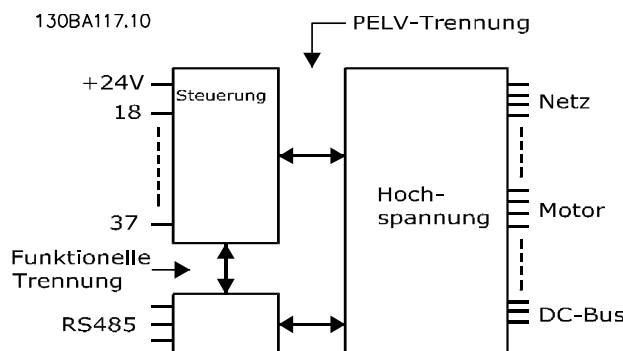 130BA117.10
PELV-Trennung
+24V
Steuerung
18
Netz
37
Hoch-
spannung
Motor
Funktionelle
Trennung
RS485
DC-Bus